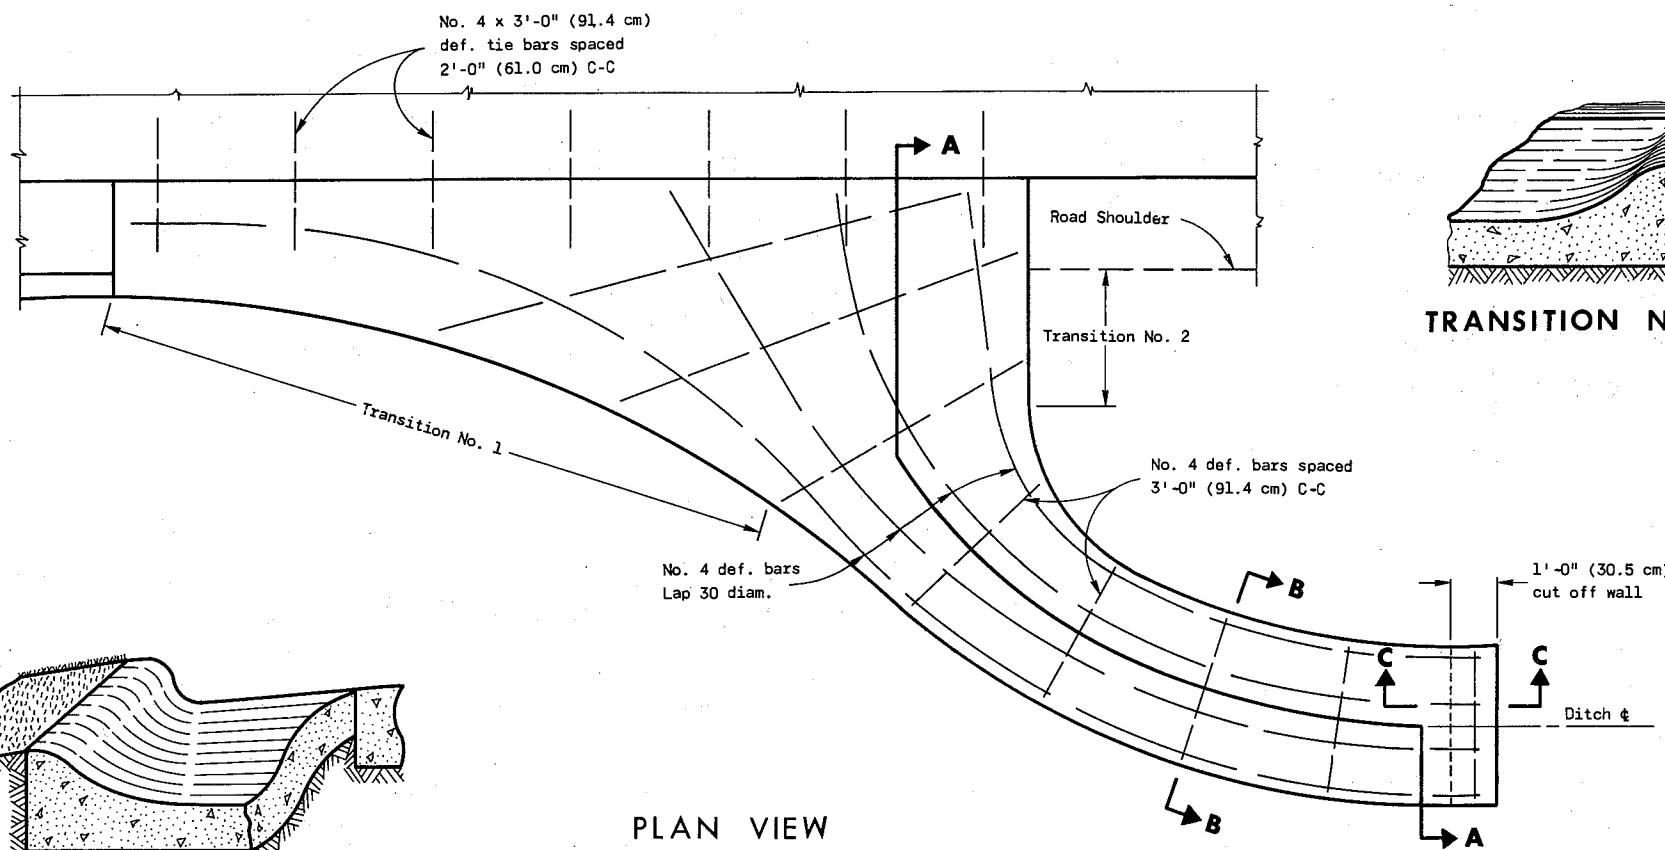 No. 4 x 3'-0" (91.4 cm)
def. tie bars spaced
2'-0" (61.0 cm) C-C
A
Road Shoulder
TRANSITION N
Transition No. 2
Transition No. 1
No. 4 def. bars spaced
3'-0" (91.4 cm) C-C
No. 4 def. bars
Lap 30 diam.
1'-0" (30.5 cm)
cut off wall
B
C
C
Ditch ℄
B
A
PLAN VIEW